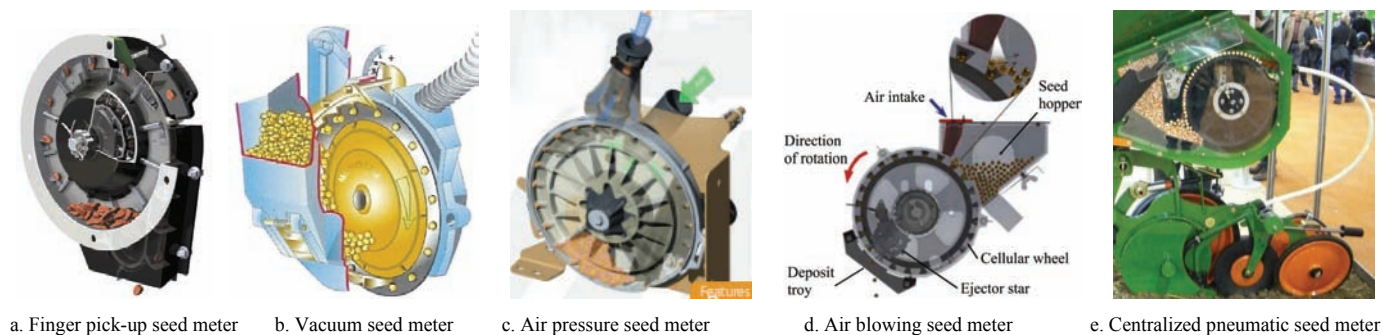 Air intake
Seed
hopper
Direction
of rotation
Cellular wheel
Deposit
troy
Ejector star
Features
a. Finger pick-up seed meter
b. Vacuum seed meter
c. Air pressure seed meter
d. Air blowing seed meter
e. Centralized pneumatic seed meter